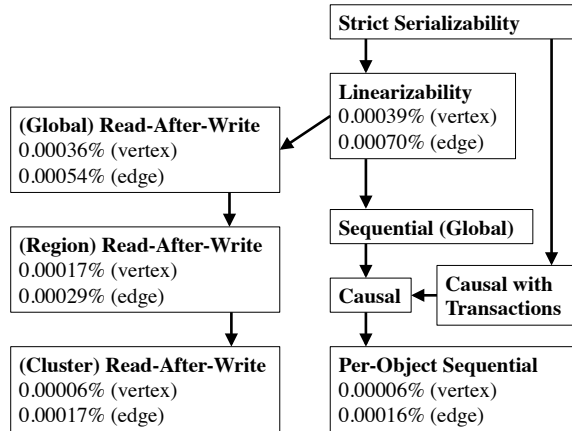 Strict Serializability
Linearizability
0.00039% (vertex)
0.00070% (edge)
(Global) Read-After-Write
0.00036% (vertex)
0.00054% (edge)
Sequential (Global)
(Region) Read-After-Write
0.00017% (vertex)
0.00029% (edge)
Causal
Causal with
Transactions
(Cluster) Read-After-Write
0.00006% (vertex)
0.00017% (edge)
Per-Object Sequential
0.00006% (vertex)
0.00016% (edge)